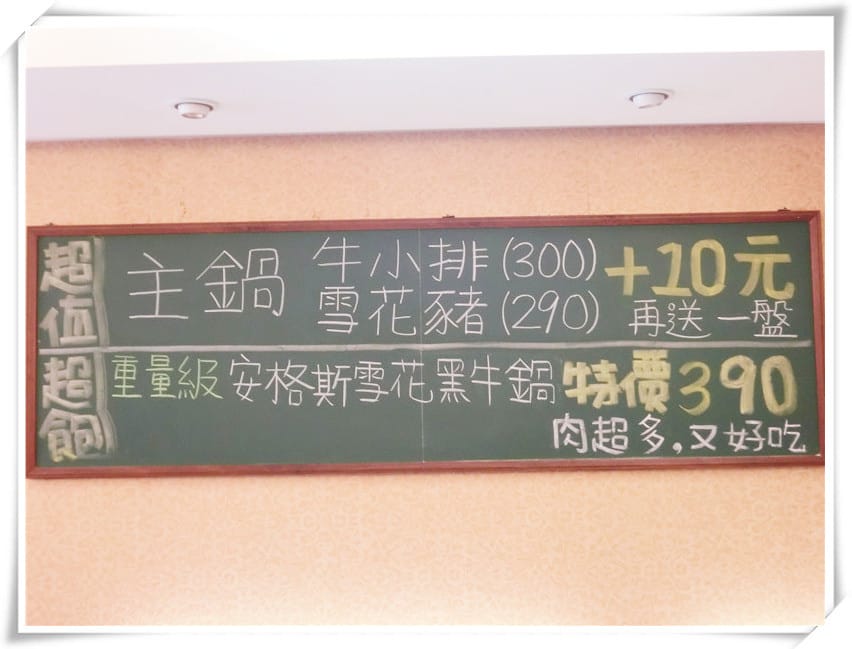 超值
主鍋 牛小排(300) +10元
雪花豬(290) 再送一盤
超飽
重量級安格斯雪花黑牛鍋 特價390
肉超多,又好吃